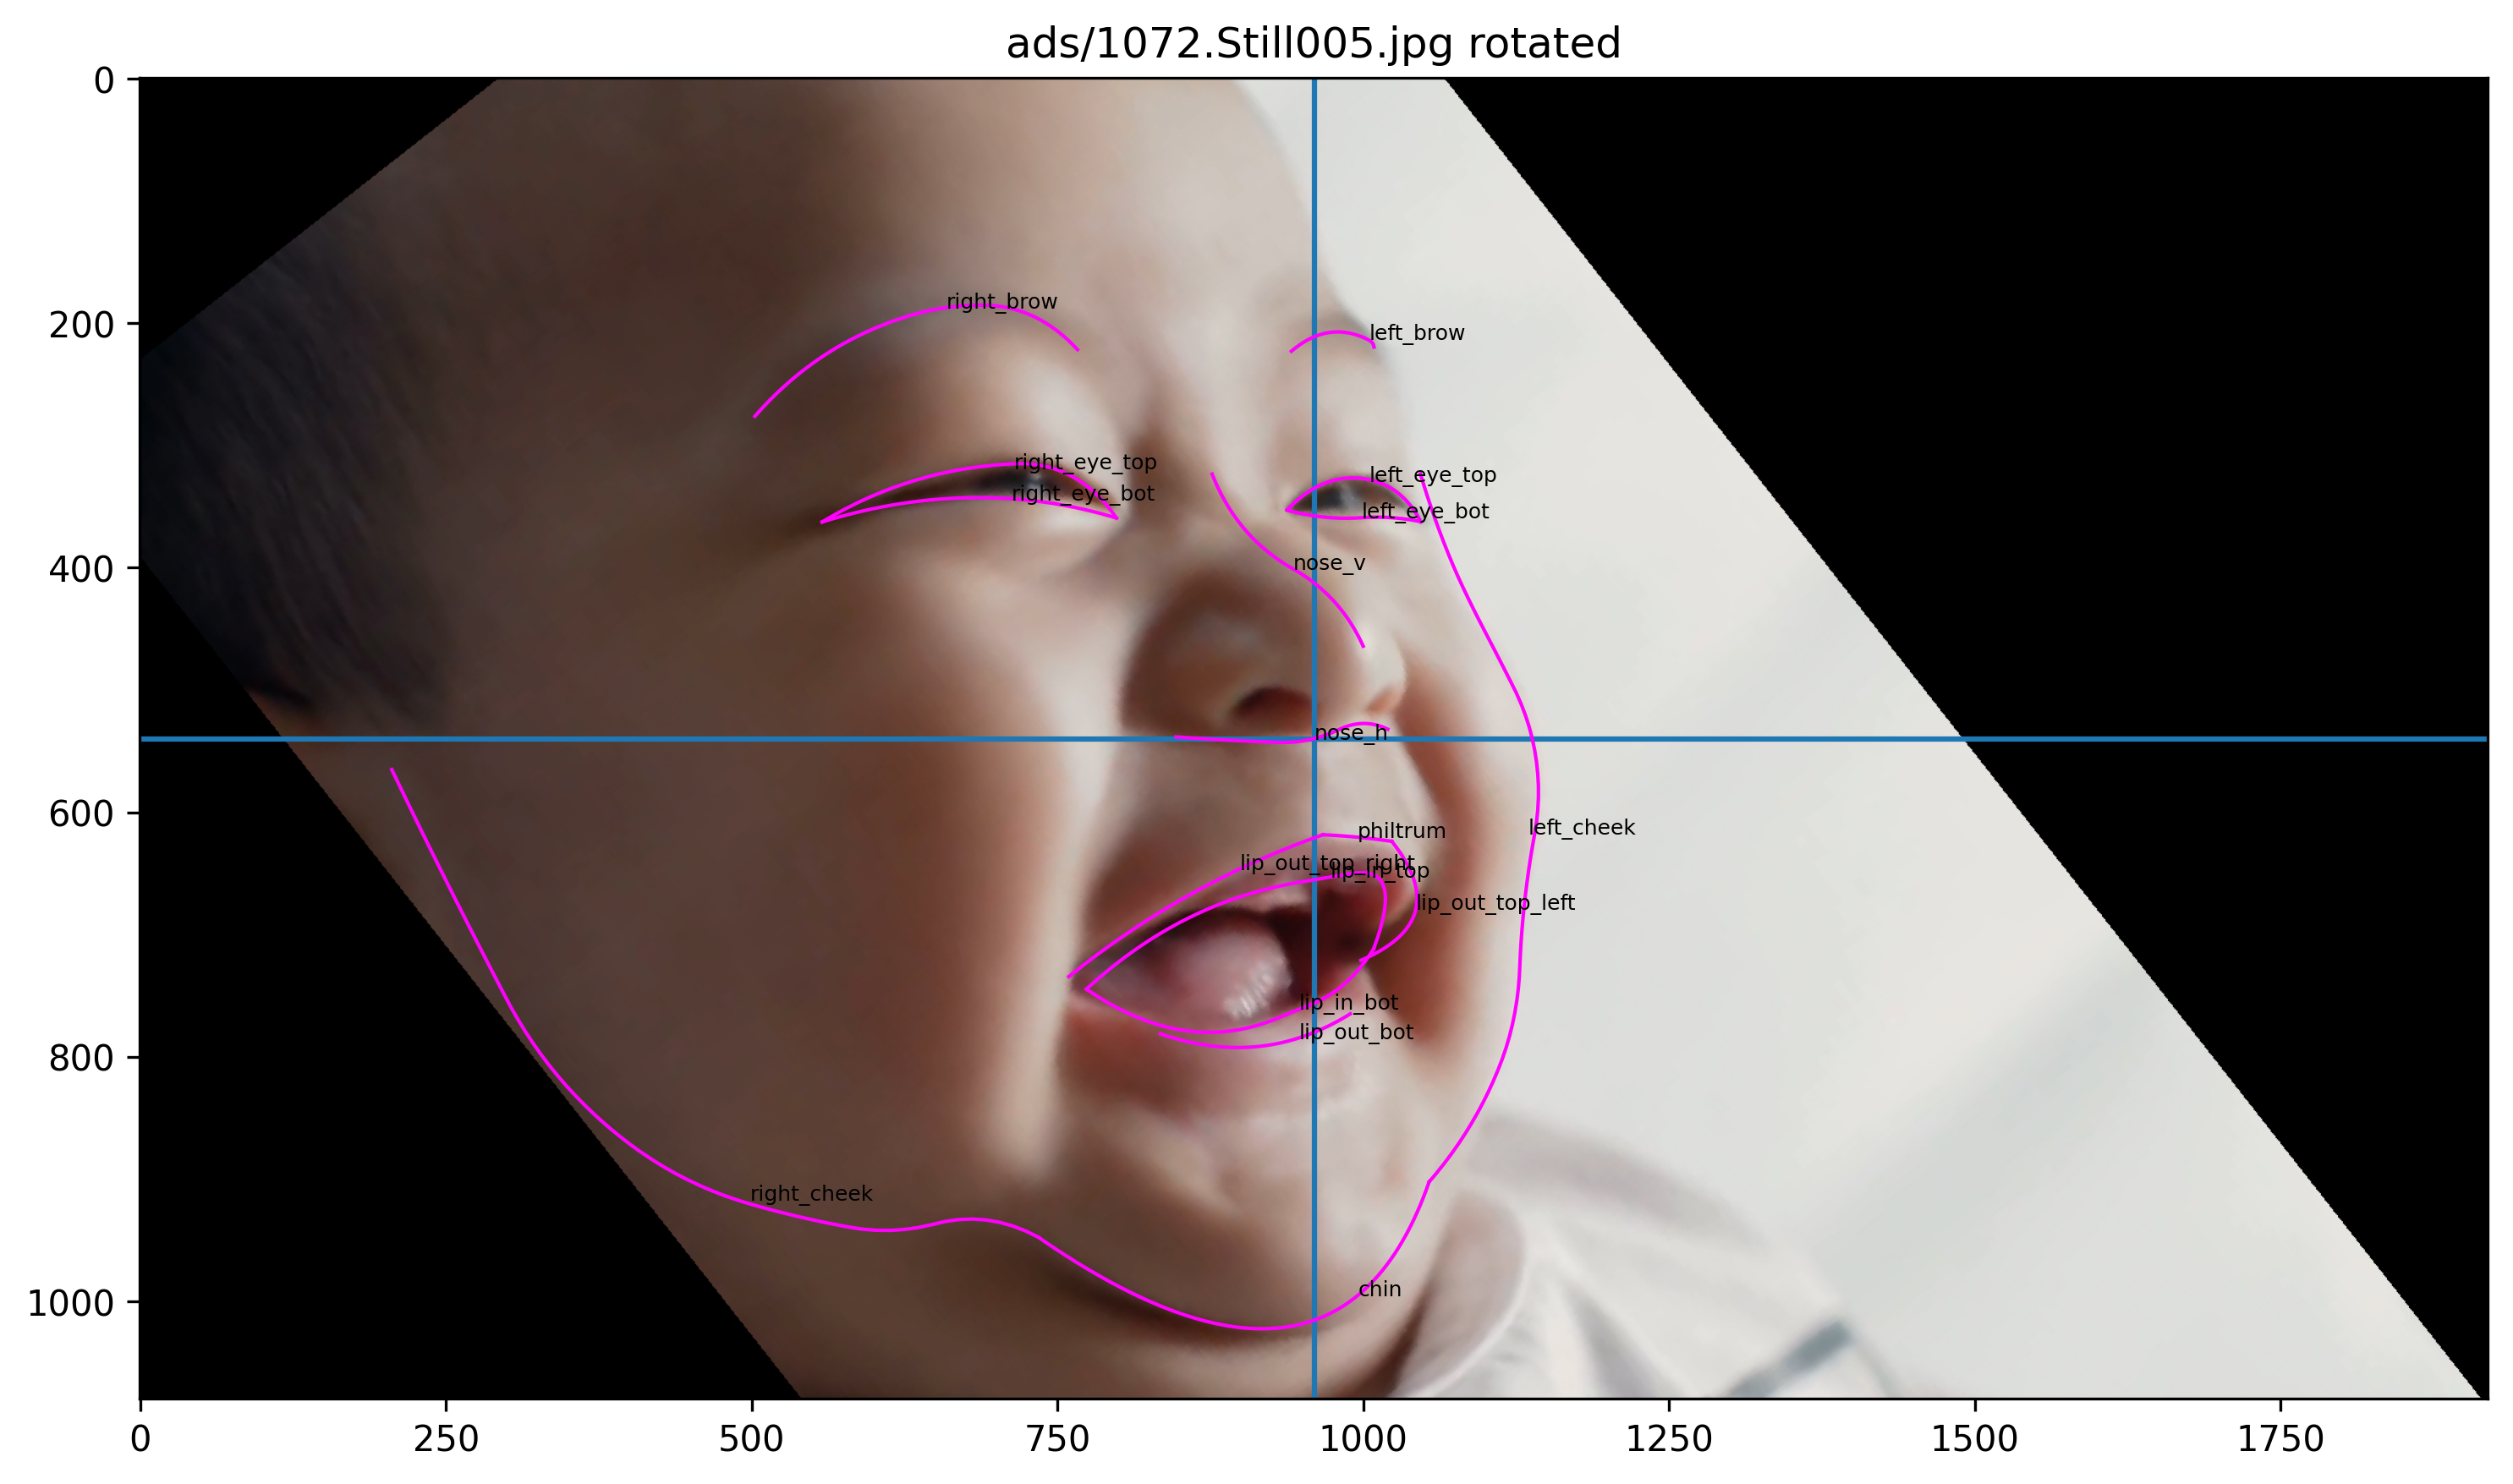 ads/1072.Still005.jpg rotated
0
200
400
600
800
1000
right_brow
left_brow
right_eye_top
left_eye_top
right_eye_bot
left_eye_bot
nose_v
nose_h
philtrum
left_cheek
lip_out_top_right
lip_in_top
lip_out_top_left
lip_in_bot
lip_out_bot
right_cheek
chin
0 250 500 750 1000 1250 1500 1750